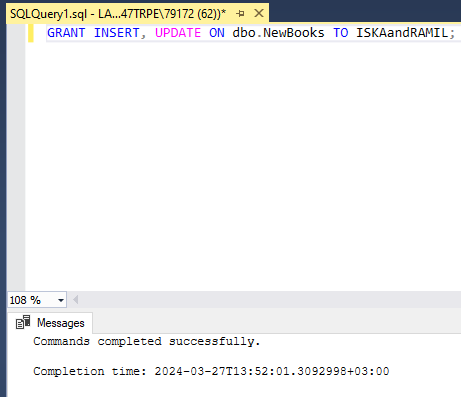 SQLQuery1.sql - LA...47TRPE\79172 (62))*
GRANT INSERT, UPDATE ON dbo.NewBooks TO ISKAandRAMIL;
108 %
Messages
Commands completed successfully.
Completion time: 2024-03-27T13:52:01.3092998+03:00